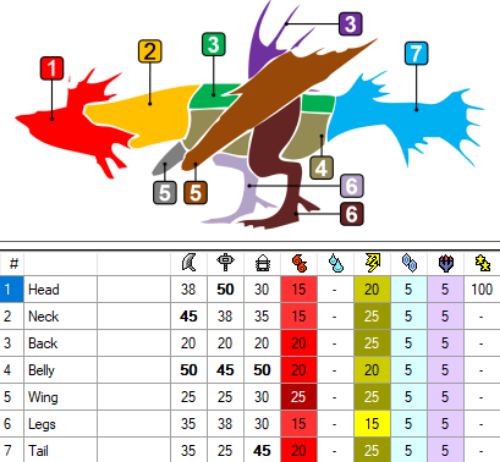 3
7
2
3
1
4
5
5
6
6
#
1 Head 38 50 30 15 - 20 5 5 100
2 Neck 45 38 35 15 - 25 5 5 -
3 Back 20 20 20 20 - 25 5 5 -
4 Belly 50 45 50 20 - 20 5 5 -
5 Wing 25 25 30 25 - 25 5 5 -
6 Legs 35 38 30 15 - 15 5 5 -
7 Tail 35 25 45 20 - 25 5 5 -